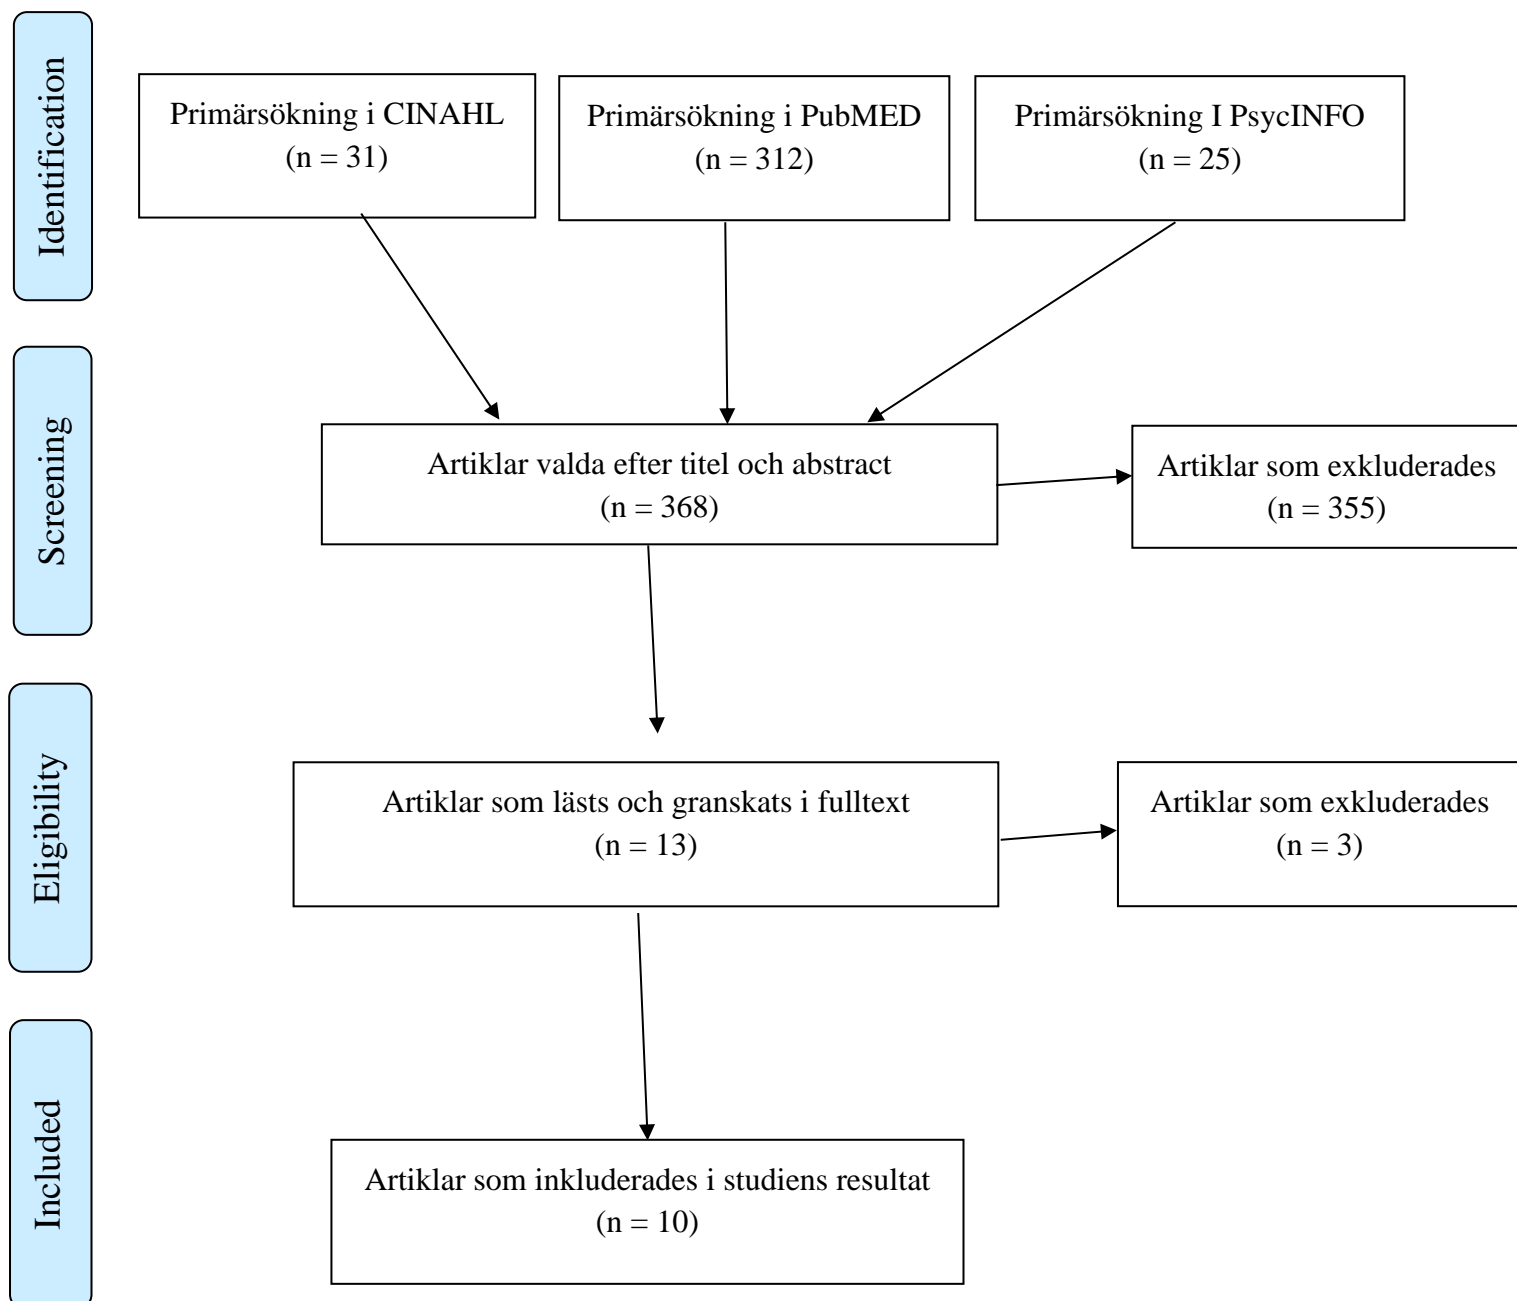 Identification
Primärsökning i CINAHL
(n = 31)
Primärsökning i PubMED
(n = 312)
Primärsökning I PsycINFO
(n = 25)
Screening
Artiklar valda efter titel och abstract
(n = 368)
Artiklar som exkluderades
(n = 355)
Eligibility
Artiklar som lästs och granskats i fulltext
(n = 13)
Artiklar som exkluderades
(n = 3)
Included
Artiklar som inkluderades i studiens resultat
(n = 10)